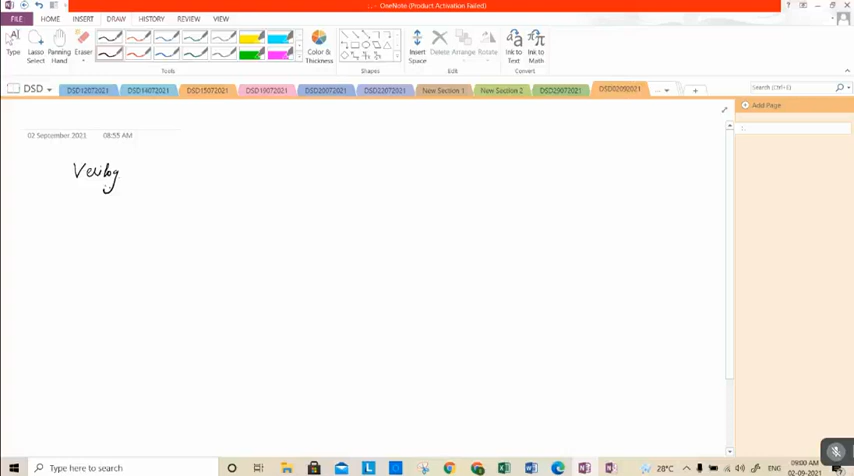 OneNote (Product Activation Failed)
FILE HOME INSERT DRAW HISTORY REVIEW VIEW
Type Lasso Select Panning Hand Eraser Color & Thickness Insert Space Delete Arrange Rotate Ink to Text Ink to Math
Tools Shapes Edit Convert
DSD DSD12072021 DSD14072021 DSD15072021 DSD19072021 DSD20072021 DSD22072021 New Section 1 New Section 2 DSD29072021 DSD02092021 ... + Search (Ctrl+E)
Add Page
02 September 2021 08:55 AM
Verilog
Type here to search 28°C ENG 09:00 AM
02-09-2021